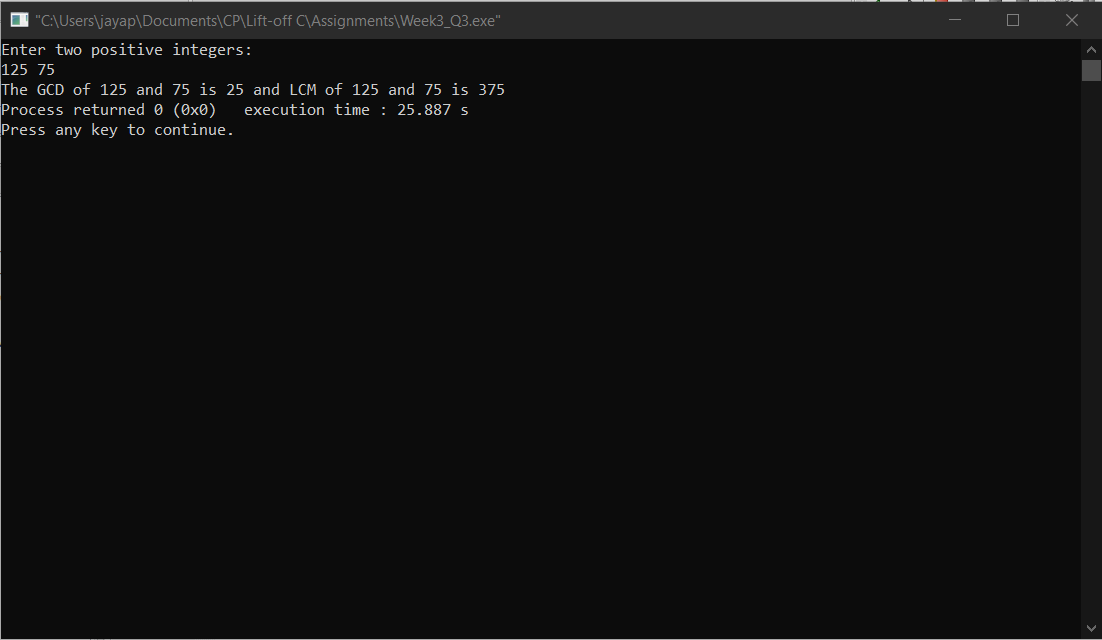 "C:\Users\jayap\Documents\CP\Lift-off C\Assignments\Week3_Q3.exe"
Enter two positive integers:
125 75
The GCD of 125 and 75 is 25 and LCM of 125 and 75 is 375
Process returned 0 (0x0)   execution time : 25.887 s
Press any key to continue.